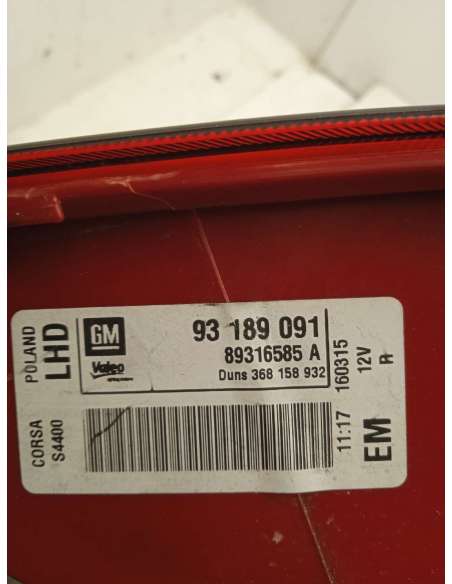 POLAND
LHD
CORSA
S4400
GM
Valeo
93 189 091
89316585 A
Duns 368 158 932
160315
11:17
12V
EM
R